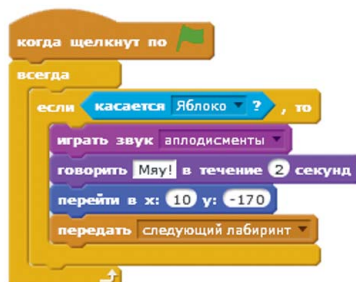 когда щелкнут по
всегда
если касается Яблоко ? , то
играть звук аплодисменты
говорить Мяу! в течение 2 секунд
перейти в x: 10 y: -170
передать следующий лабиринт